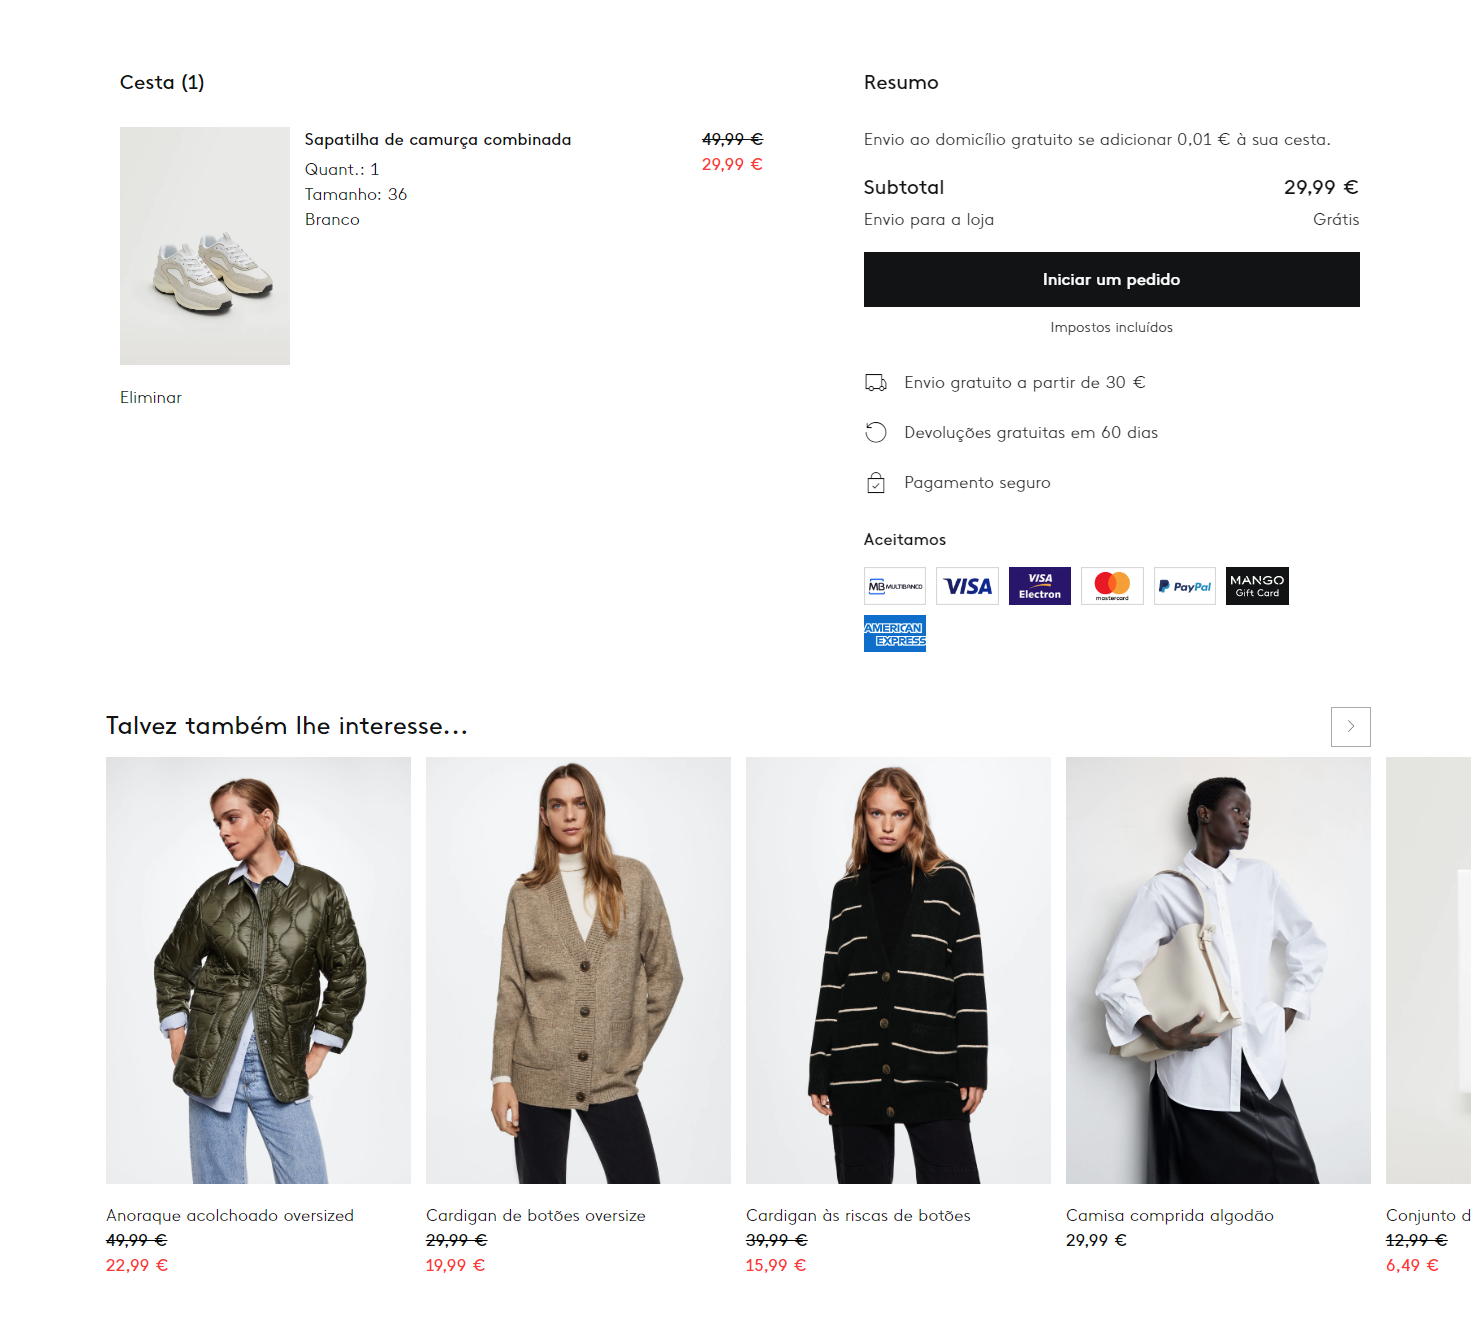 Cesta (1)
Sapatilha de camurça combinada
49,99 €
29,99 €
Quant.: 1
Tamanho: 36
Branco
Eliminar
Resumo
Envio ao domicílio gratuito se adicionar 0,01 € à sua cesta.
Subtotal 29,99 €
Envio para a loja Grátis
Iniciar um pedido
Impostos incluídos
Envio gratuito a partir de 30 €
Devoluções gratuitas em 60 dias
Pagamento seguro
Aceitamos
MB MULTIBANCO
VISA
VISA
Electron
mastercard
PayPal
MANGO
Gift Card
AMERICAN
EXPRESS
Talvez também lhe interesse...
Anoraque acolchoado oversized
49,99 €
22,99 €
Cardigan de botões oversize
29,99 €
19,99 €
Cardigan às riscas de botões
39,99 €
15,99 €
Camisa comprida algodão
29,99 €
Conjunto d
12,99 €
6,49 €